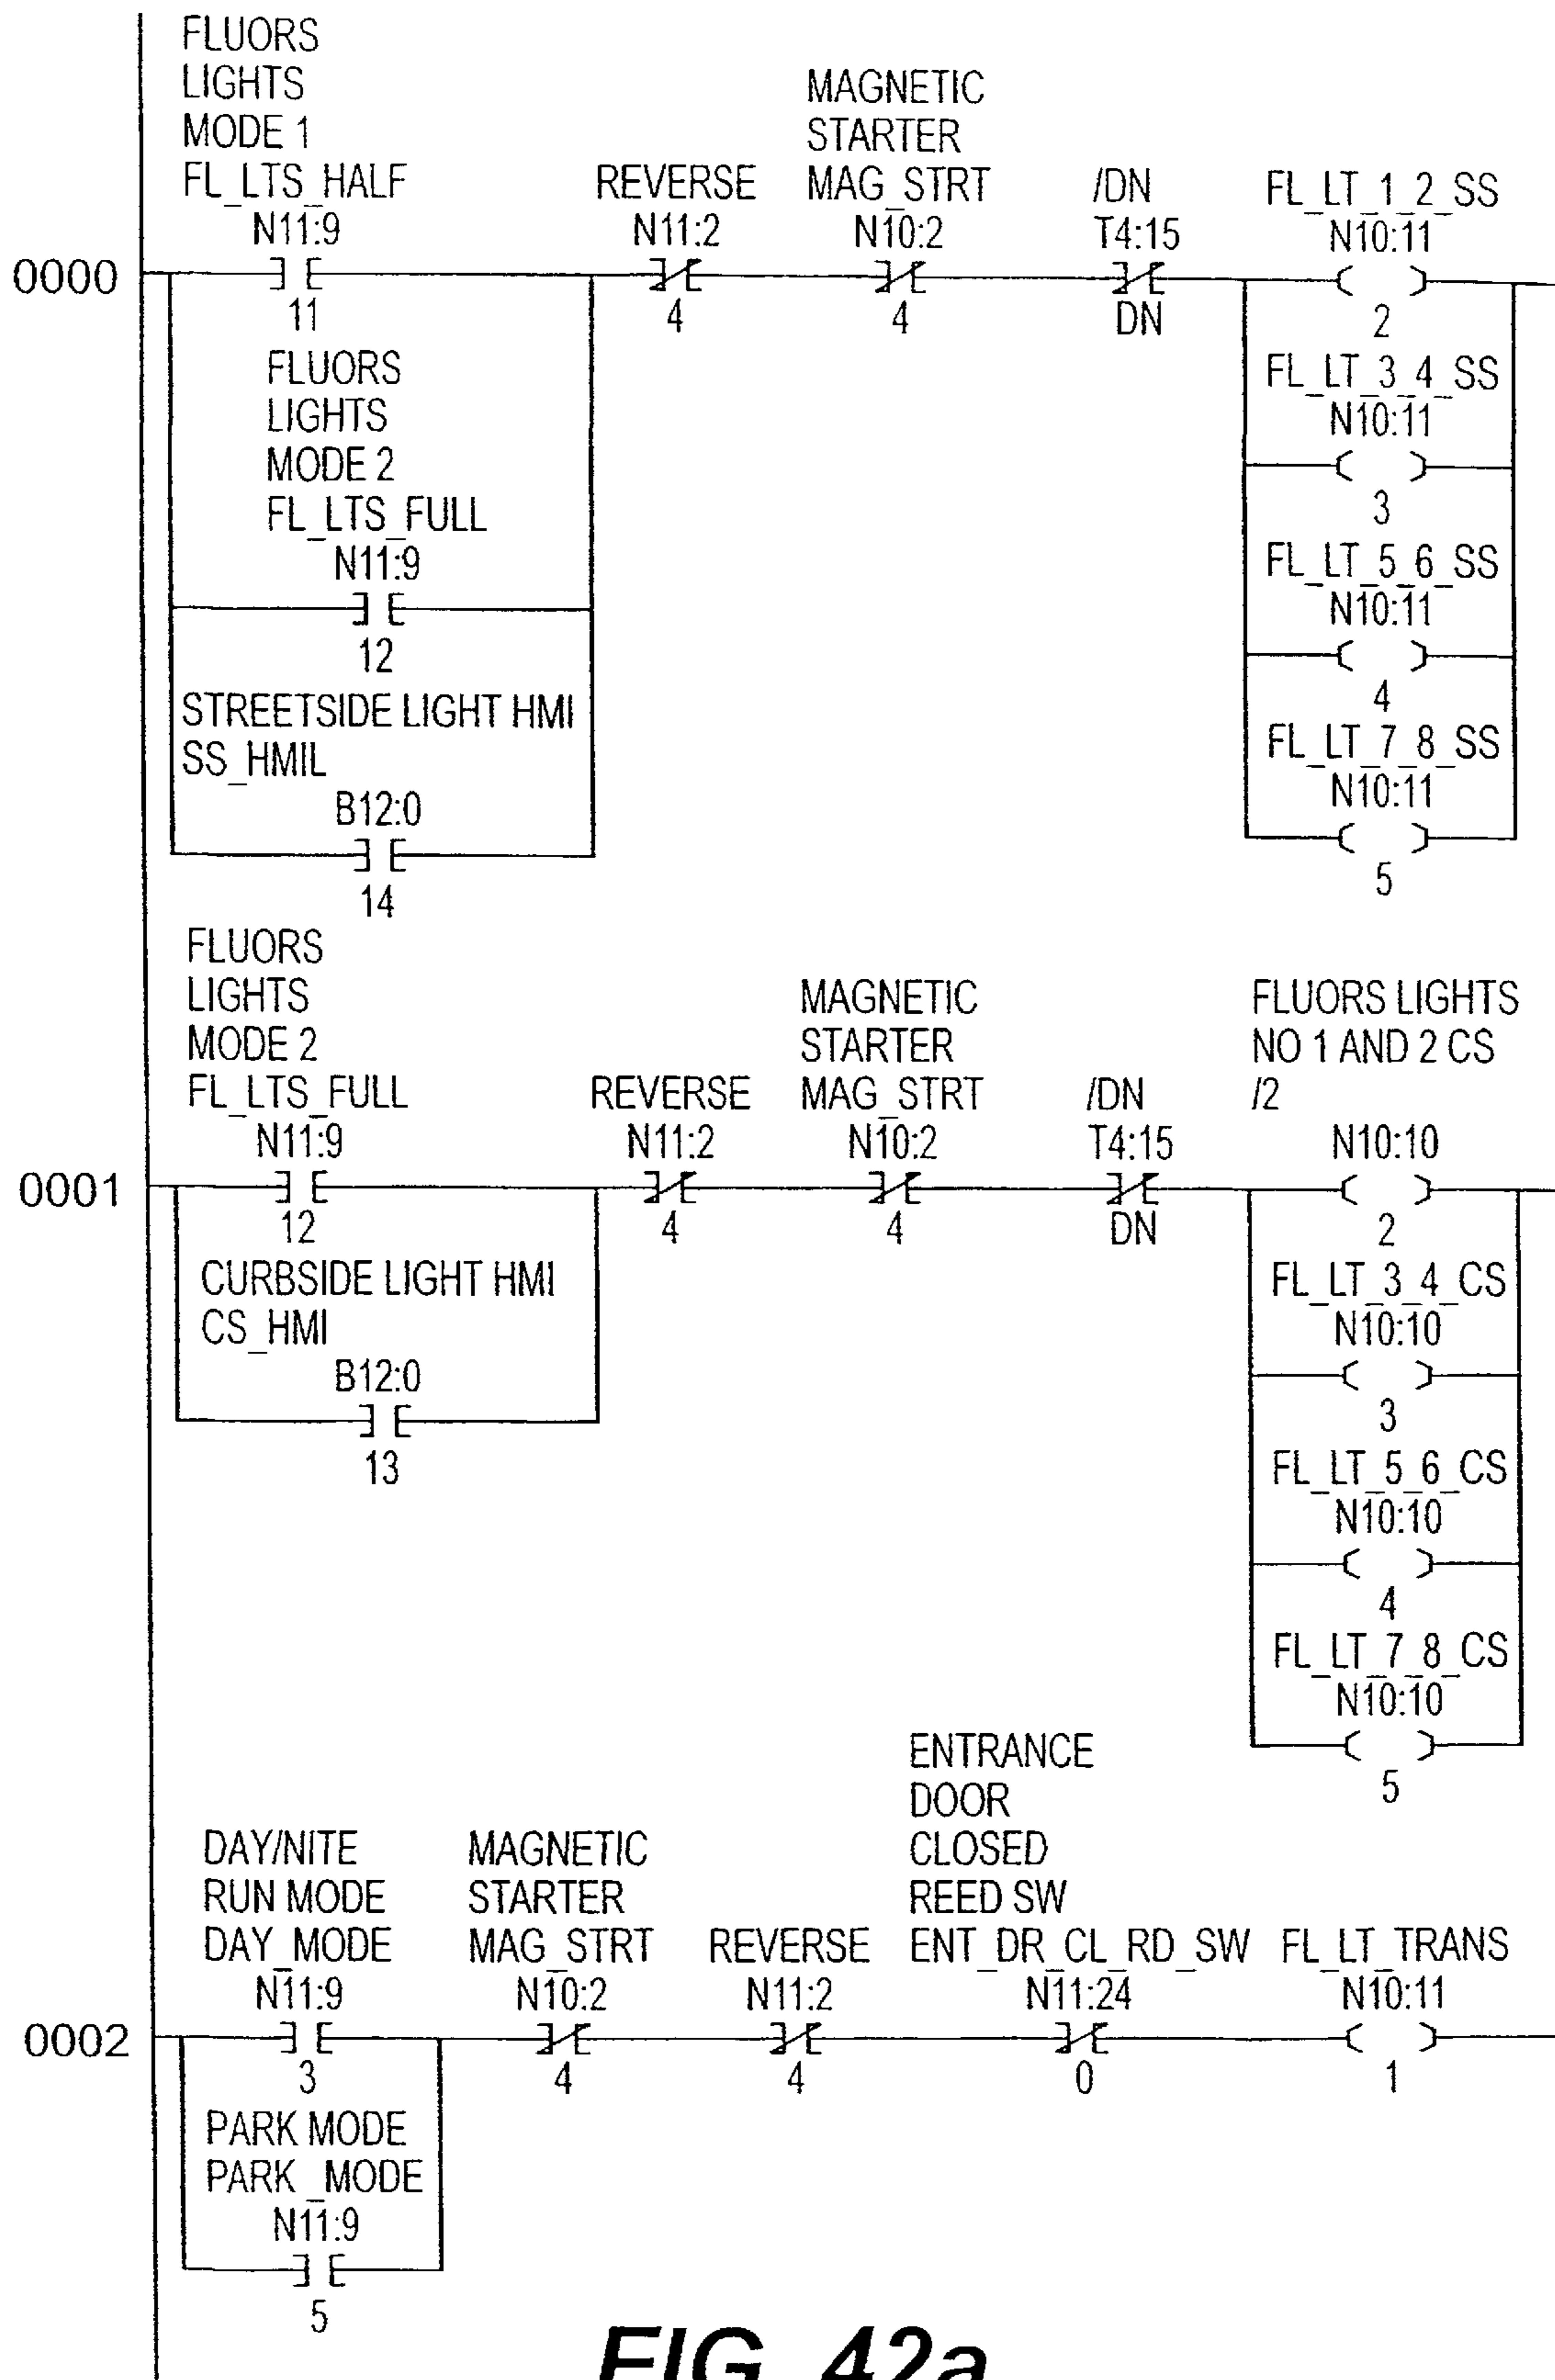 FLUORS
LIGHTS
MODE 1
FL_LTS_HALF
N11:9
11
REVERSE
N11:2
4
MAGNETIC
STARTER
MAG_STRT
N10:2
4
/DN
T4:15
DN
FL_LT_1_2_SS
N10:11
2
0000
FLUORS
LIGHTS
MODE 2
FL_LTS_FULL
N11:9
12
STREETSIDE LIGHT HMI
SS_HMIL
B12:0
14
FL_LT_3_4_SS
N10:11
3
FL_LT_5_6_SS
N10:11
4
FL_LT_7_8_SS
N10:11
5
FLUORS
LIGHTS
MODE 2
FL_LTS_FULL
N11:9
12
REVERSE
N11:2
4
MAGNETIC
STARTER
MAG_STRT
N10:2
4
/DN
T4:15
DN
FLUORS LIGHTS
NO 1 AND 2 CS
/2
N10:10
2
0001
CURBSIDE LIGHT HMI
CS_HMI
B12:0
13
FL_LT_3_4_CS
N10:10
3
FL_LT_5_6_CS
N10:10
4
FL_LT_7_8_CS
N10:10
5
DAY/NITE
RUN MODE
DAY_MODE
N11:9
3
MAGNETIC
STARTER
MAG_STRT
N10:2
4
REVERSE
N11:2
4
ENTRANCE
DOOR
CLOSED
REED SW
ENT_DR_CL_RD_SW
N11:24
0
FL_LT_TRANS
N10:11
1
0002
PARK MODE
PARK_MODE
N11:9
5
FIG. 42a